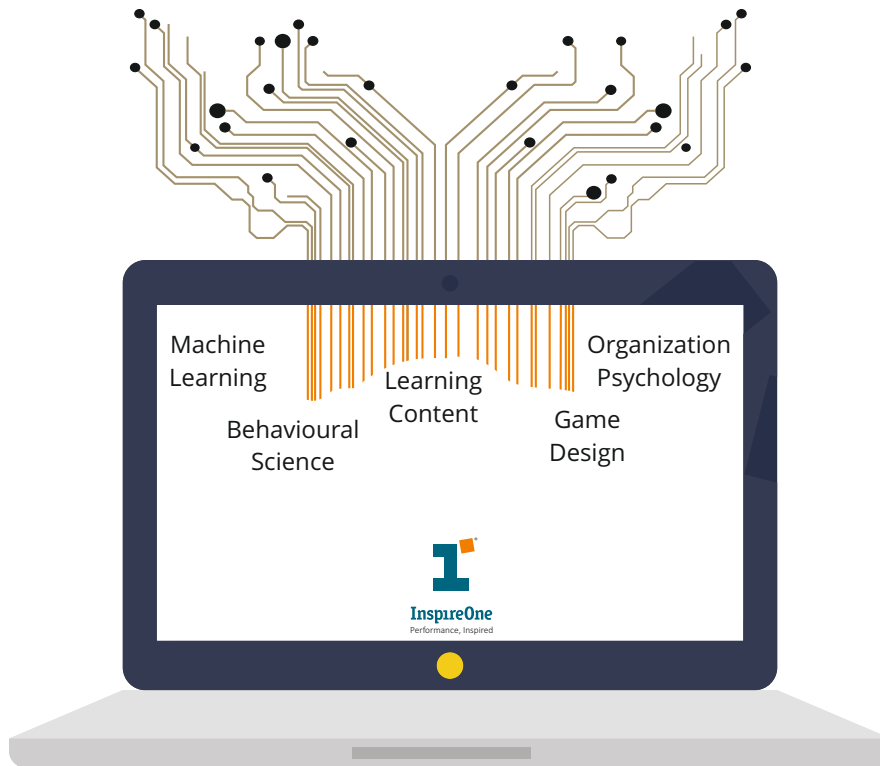 Machine
Learning
Behavioural
Science
Learning
Content
Game
Design
Organization
Psychology
InspireOne
Performance, Inspired